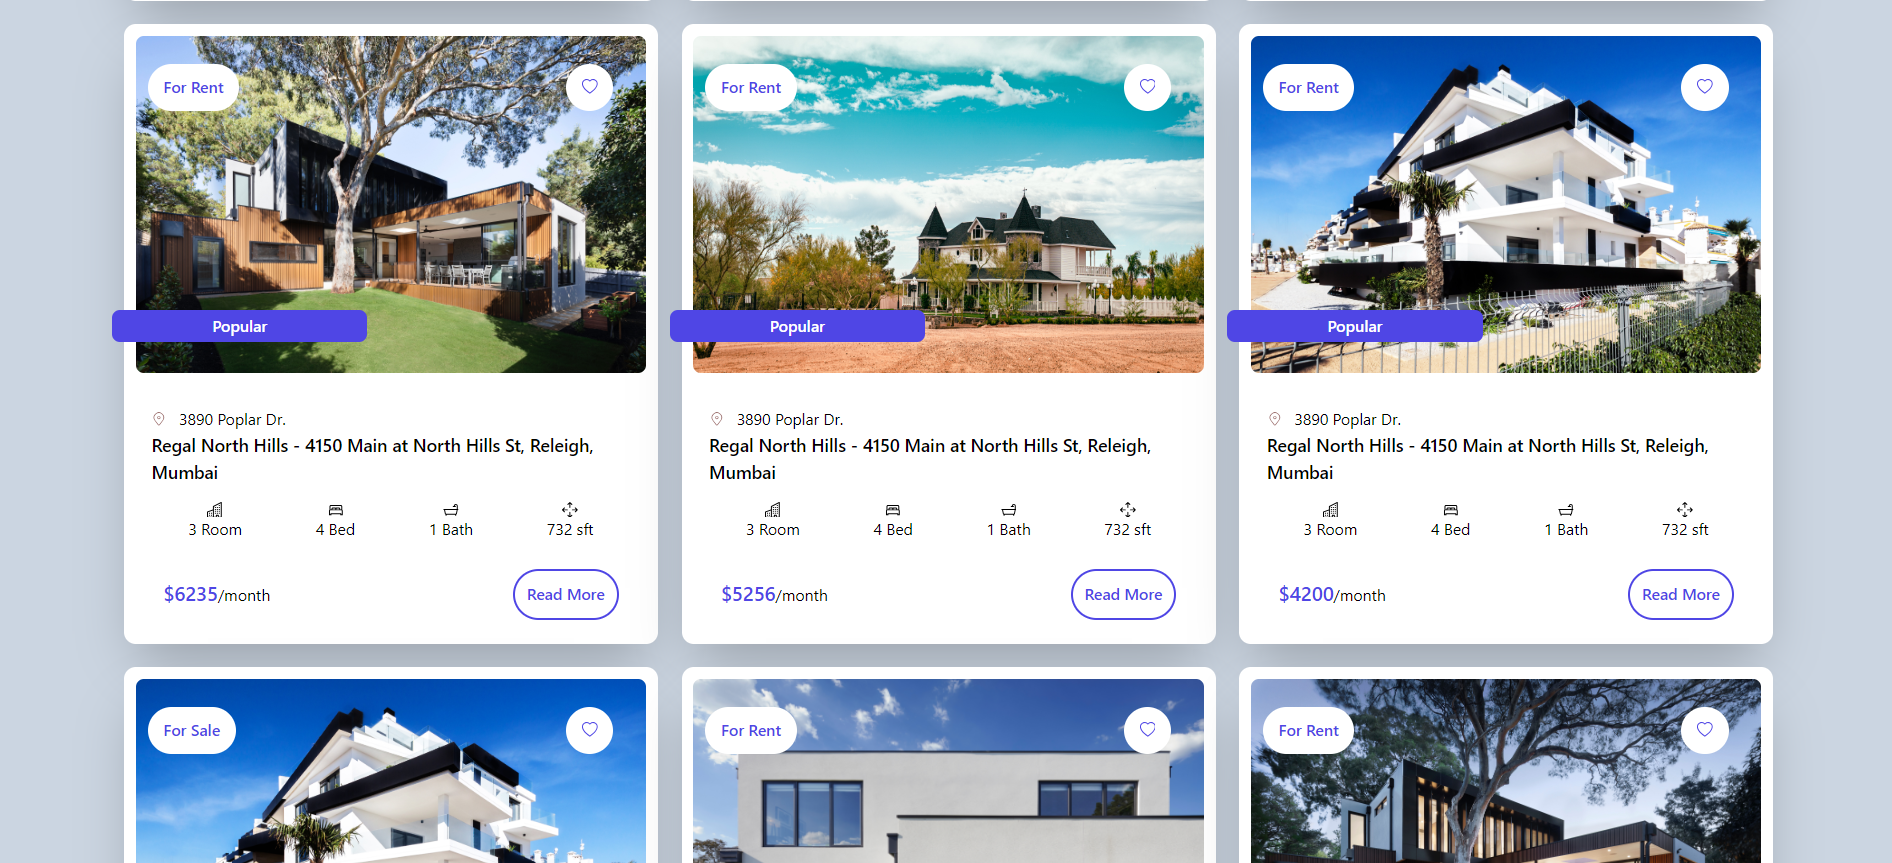 For Rent
For Rent
For Rent
Popular
Popular
Popular
3890 Poplar Dr.
Regal North Hills - 4150 Main at North Hills St, Releigh,
Mumbai
3 Room
4 Bed
1 Bath
732 sft
$6235/month
Read More
3890 Poplar Dr.
Regal North Hills - 4150 Main at North Hills St, Releigh,
Mumbai
3 Room
4 Bed
1 Bath
732 sft
$5256/month
Read More
3890 Poplar Dr.
Regal North Hills - 4150 Main at North Hills St, Releigh,
Mumbai
3 Room
4 Bed
1 Bath
732 sft
$4200/month
Read More
For Sale
For Rent
For Rent